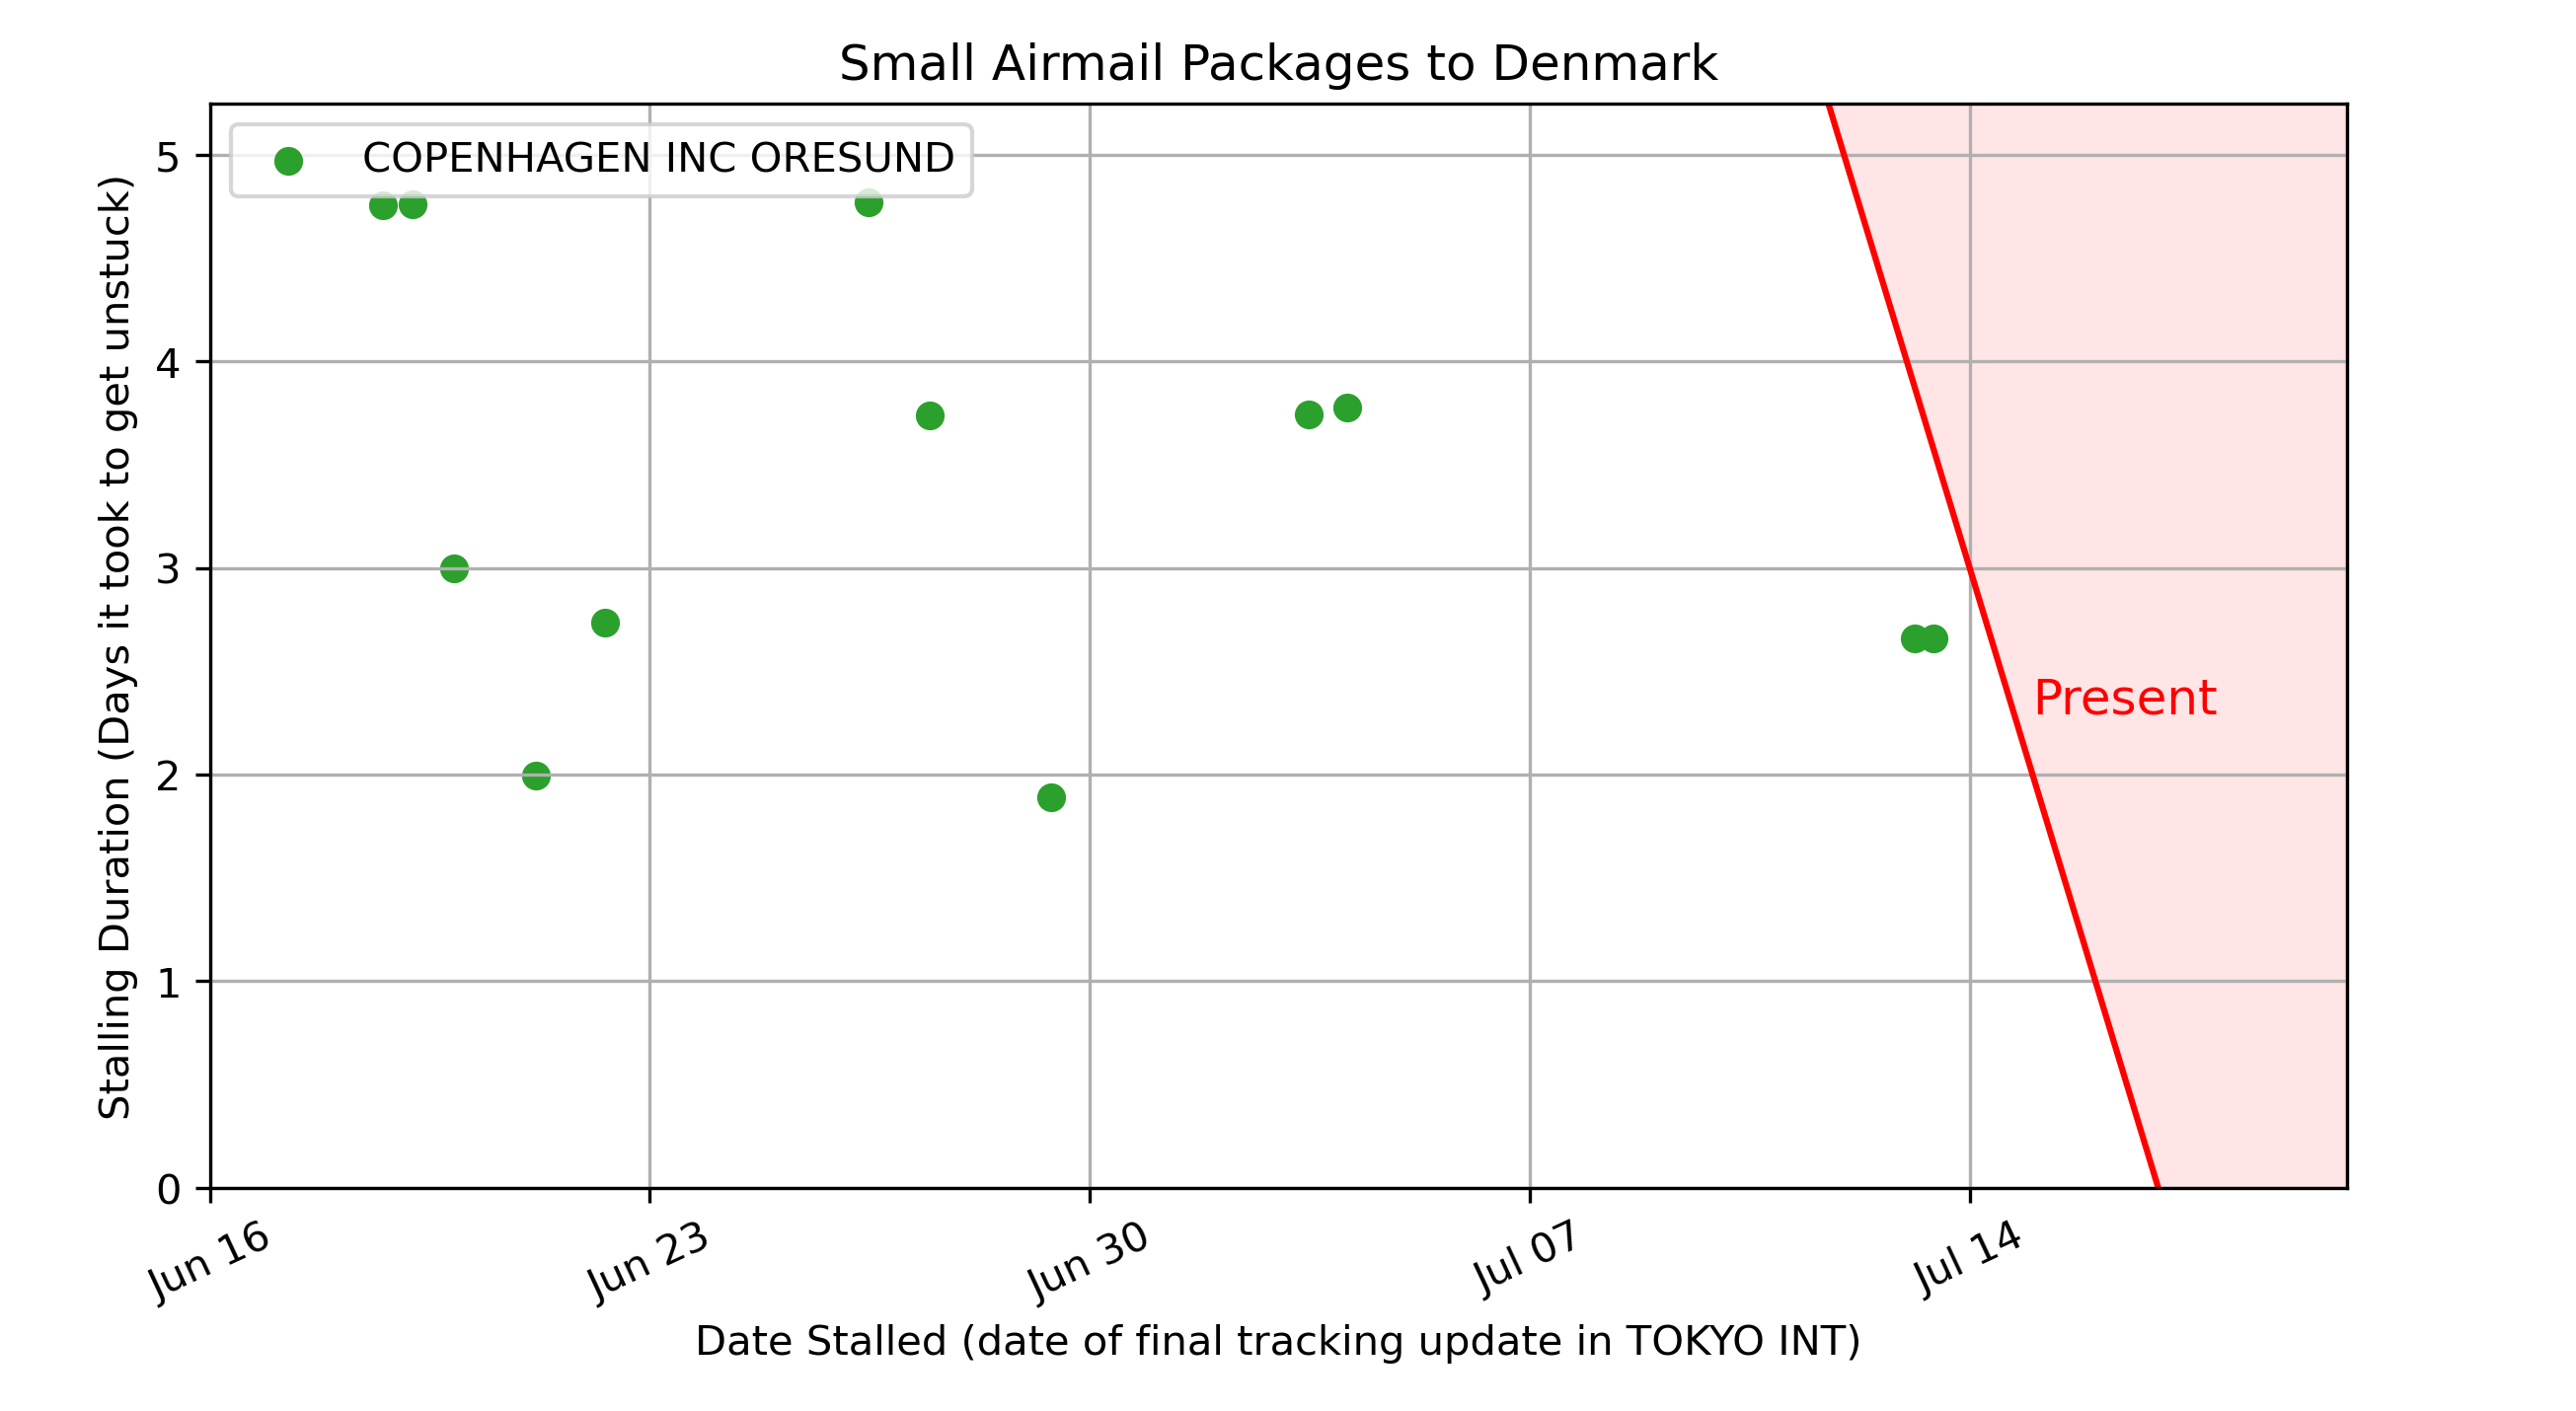 Small Airmail Packages to Denmark
COPENHAGEN INC ORESUND
5
4
3
2
1
0
Stalling Duration (Days it took to get unstuck)
Present
Jun 16
Jun 23
Jun 30
Jul 07
Jul 14
Date Stalled (date of final tracking update in TOKYO INT)